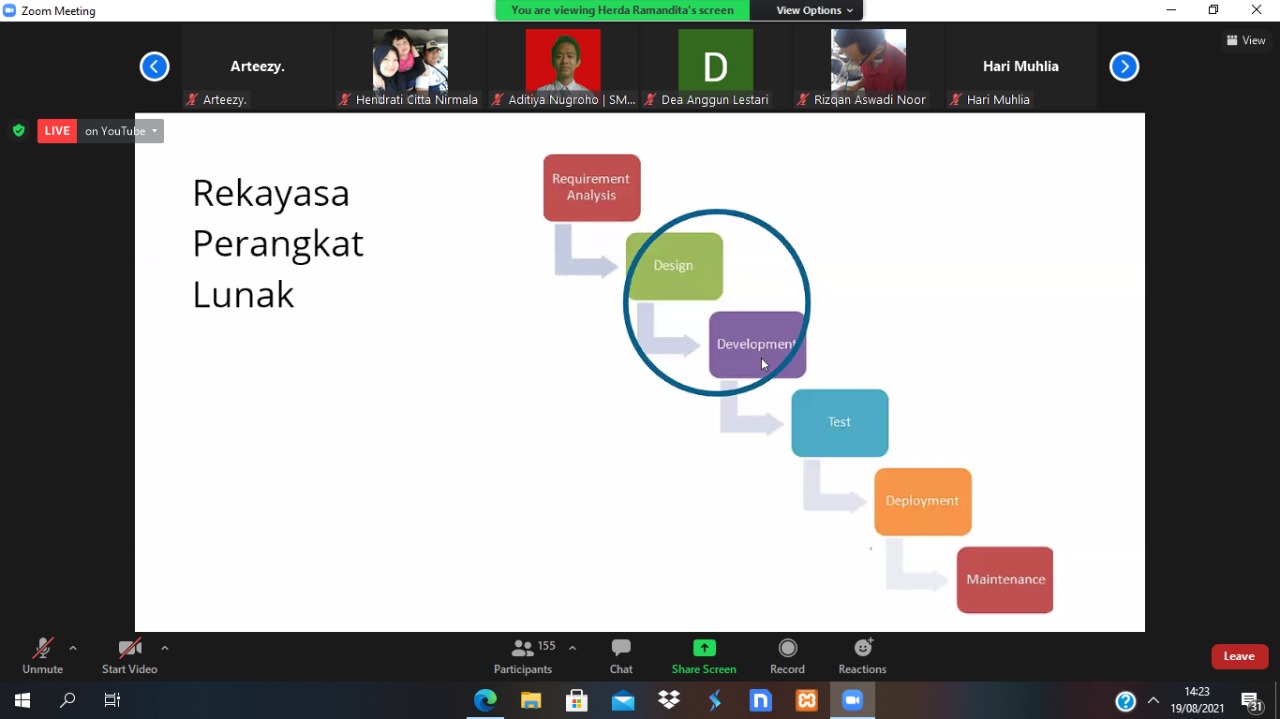 Zoom Meeting
You are viewing Herda Ramandita's screen
View Options
View
Arteezy.
Hari Muhlia
D
Arteezy.
Hendrati Citta Nirmala
Aditiya Nugroho | SM...
Dea Anggun Lestari
Rizqan Aswadi Noor
Hari Muhlia
LIVE on YouTube
Rekayasa
Perangkat
Lunak
Requirement
Analysis
Design
Development
Test
Deployment
Maintenance
Unmute
Start Video
155
Participants
Chat
Share Screen
Record
Reactions
Leave
14:23
19/08/2021
31